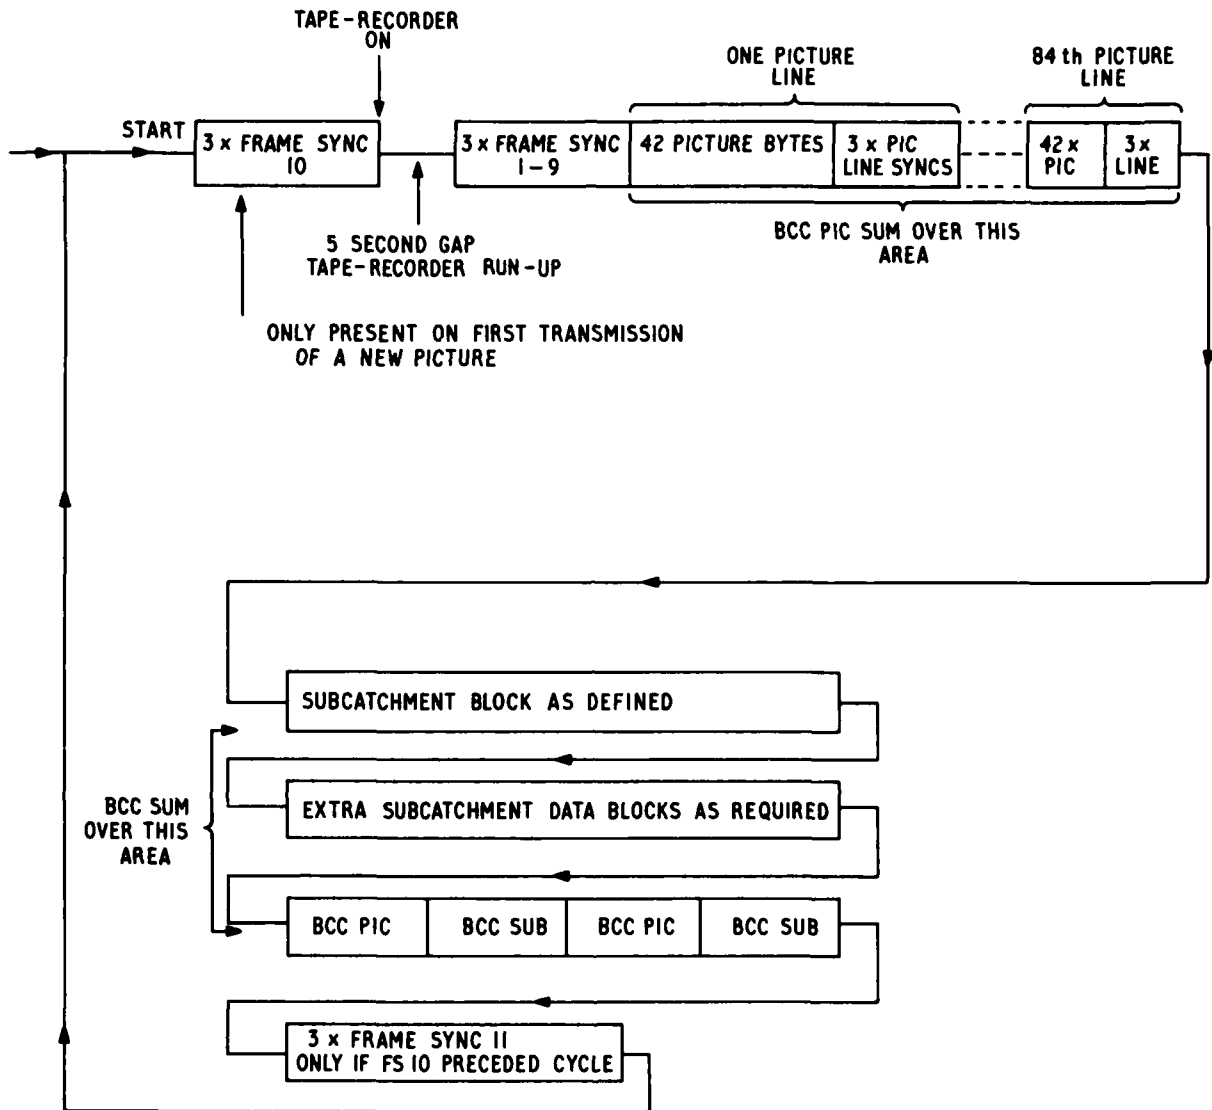 TAPE-RECORDER
ON
ONE PICTURE
LINE
84th PICTURE
LINE
START
3 x FRAME SYNC
10
3 x FRAME SYNC
1-9
42 PICTURE BYTES
3 x PIC
LINE SYNCS
42 x
PIC
3 x
LINE
5 SECOND GAP
TAPE-RECORDER RUN-UP
BCC PIC SUM OVER THIS
AREA
ONLY PRESENT ON FIRST TRANSMISSION
OF A NEW PICTURE
SUBCATCHMENT BLOCK AS DEFINED
EXTRA SUBCATCHMENT DATA BLOCKS AS REQUIRED
BCC SUM
OVER THIS
AREA
BCC PIC
BCC SUB
BCC PIC
BCC SUB
3 x FRAME SYNC 11
ONLY IF FS 10 PRECEDED CYCLE